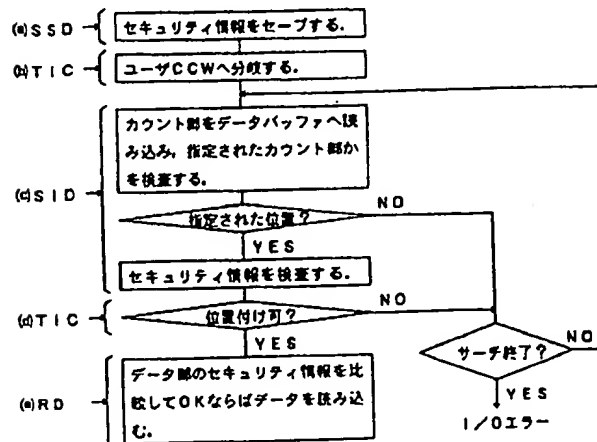 (a)SSD
セキュリティ情報をセーブする.
(b)TIC
ユーザCCWへ分岐する.
(c)SID
カウント部をデータバッファへ読
み込み,指定されたカウント部か
を検査する.
指定された位置?
NO
YES
セキュリティ情報を検査する.
(d)TIC
位置付け可?
NO
YES
サーチ終了?
NO
YES
I/Oエラー
(e)RD
データ部のセキュリティ情報を比
較してOKならばデータを読み込
む.